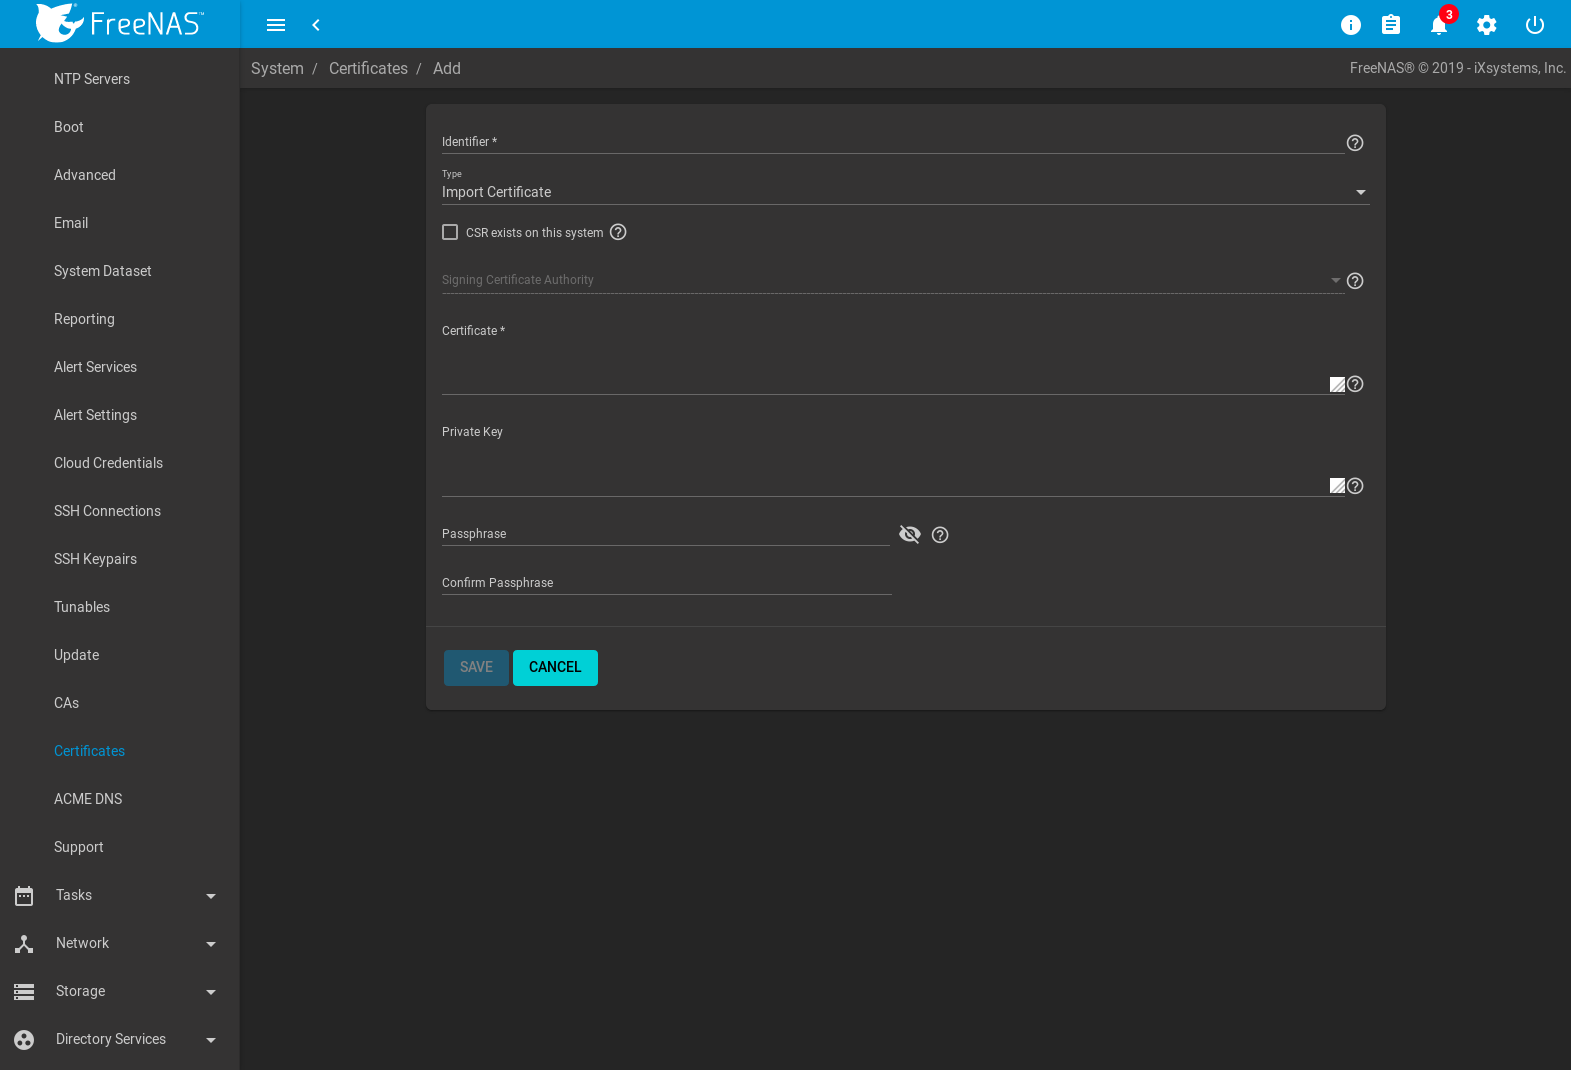 FreeNAS™
3
System / Certificates / Add
FreeNAS® © 2019 - iXsystems, Inc.
NTP Servers
Boot
Advanced
Email
System Dataset
Reporting
Alert Services
Alert Settings
Cloud Credentials
SSH Connections
SSH Keypairs
Tunables
Update
CAs
Certificates
ACME DNS
Support
Tasks
Network
Storage
Directory Services
Identifier *
Type
Import Certificate
CSR exists on this system
Signing Certificate Authority
Certificate *
Private Key
Passphrase
Confirm Passphrase
SAVE CANCEL